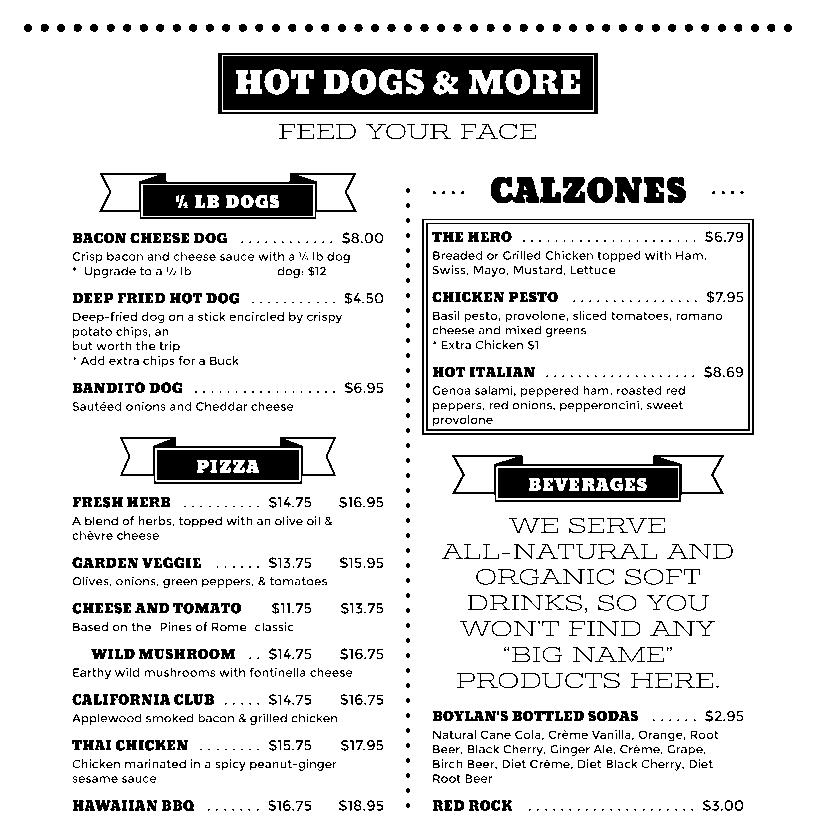 HOT DOGS & MORE
FEED YOUR FACE
¼ LB DOGS
BACON CHEESE DOG ............ $8.00
Crisp bacon and cheese sauce with a ¼ lb dog
* Upgrade to a ½ lb dog: $12
DEEP FRIED HOT DOG ........... $4.50
Deep-fried dog on a stick encircled by crispy
potato chips, an
but worth the trip
* Add extra chips for a Buck
BANDITO DOG .................. $6.95
Sautéed onions and Cheddar cheese
PIZZA
FRESH HERB .......... $14.75 $16.95
A blend of herbs, topped with an olive oil &
chèvre cheese
GARDEN VEGGIE ...... $13.75 $15.95
Olives, onions, green peppers, & tomatoes
CHEESE AND TOMATO $11.75 $13.75
Based on the Pines of Rome classic
WILD MUSHROOM .. $14.75 $16.75
Earthy wild mushrooms with fontinella cheese
CALIFORNIA CLUB ..... $14.75 $16.75
Applewood smoked bacon & grilled chicken
THAI CHICKEN ........ $15.75 $17.95
Chicken marinated in a spicy peanut-ginger
sesame sauce
HAWAIIAN BBQ ....... $16.75 $18.95
CALZONES
THE HERO ...................... $6.79
Breaded or Grilled Chicken topped with Ham,
Swiss, Mayo, Mustard, Lettuce
CHICKEN PESTO ................ $7.95
Basil pesto, provolone, sliced tomatoes, romano
cheese and mixed greens
* Extra Chicken $1
HOT ITALIAN ................... $8.69
Genoa salami, peppered ham, roasted red
peppers, red onions, pepperoncini, sweet
provolone
BEVERAGES
WE SERVE
ALL-NATURAL AND
ORGANIC SOFT
DRINKS, SO YOU
WON'T FIND ANY
“BIG NAME”
PRODUCTS HERE.
BOYLAN'S BOTTLED SODAS ...... $2.95
Natural Cane Cola, Crème Vanilla, Orange, Root
Beer, Black Cherry, Ginger Ale, Crème, Grape,
Birch Beer, Diet Crème, Diet Black Cherry, Diet
Root Beer
RED ROCK ..................... $3.00